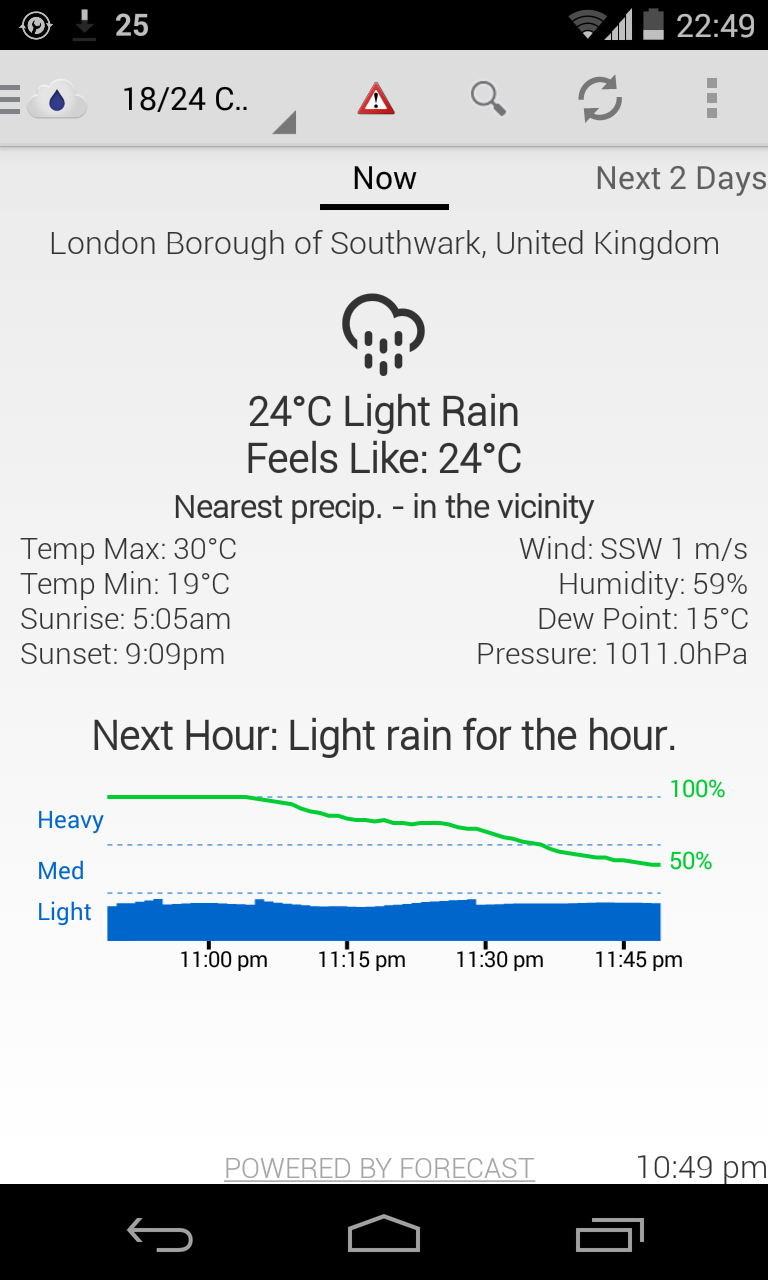 25
22:49
18/24 C..
Now
Next 2 Days
London Borough of Southwark, United Kingdom
24°C Light Rain
Feels Like: 24°C
Nearest precip. - in the vicinity
Temp Max: 30°C
Wind: SSW 1 m/s
Temp Min: 19°C
Humidity: 59%
Sunrise: 5:05am
Dew Point: 15°C
Sunset: 9:09pm
Pressure: 1011.0hPa
Next Hour: Light rain for the hour.
100%
Heavy
50%
Med
Light
11:00 pm
11:15 pm
11:30 pm
11:45 pm
POWERED BY FORECAST
10:49 pm